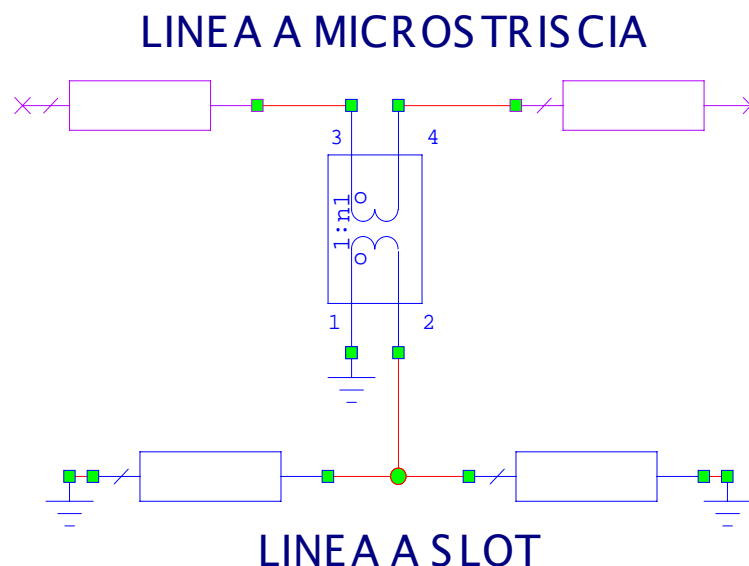 LINEA A MICROSTRISCIA
3 4
1:n1
o
o
1 2
LINEA A SLOT